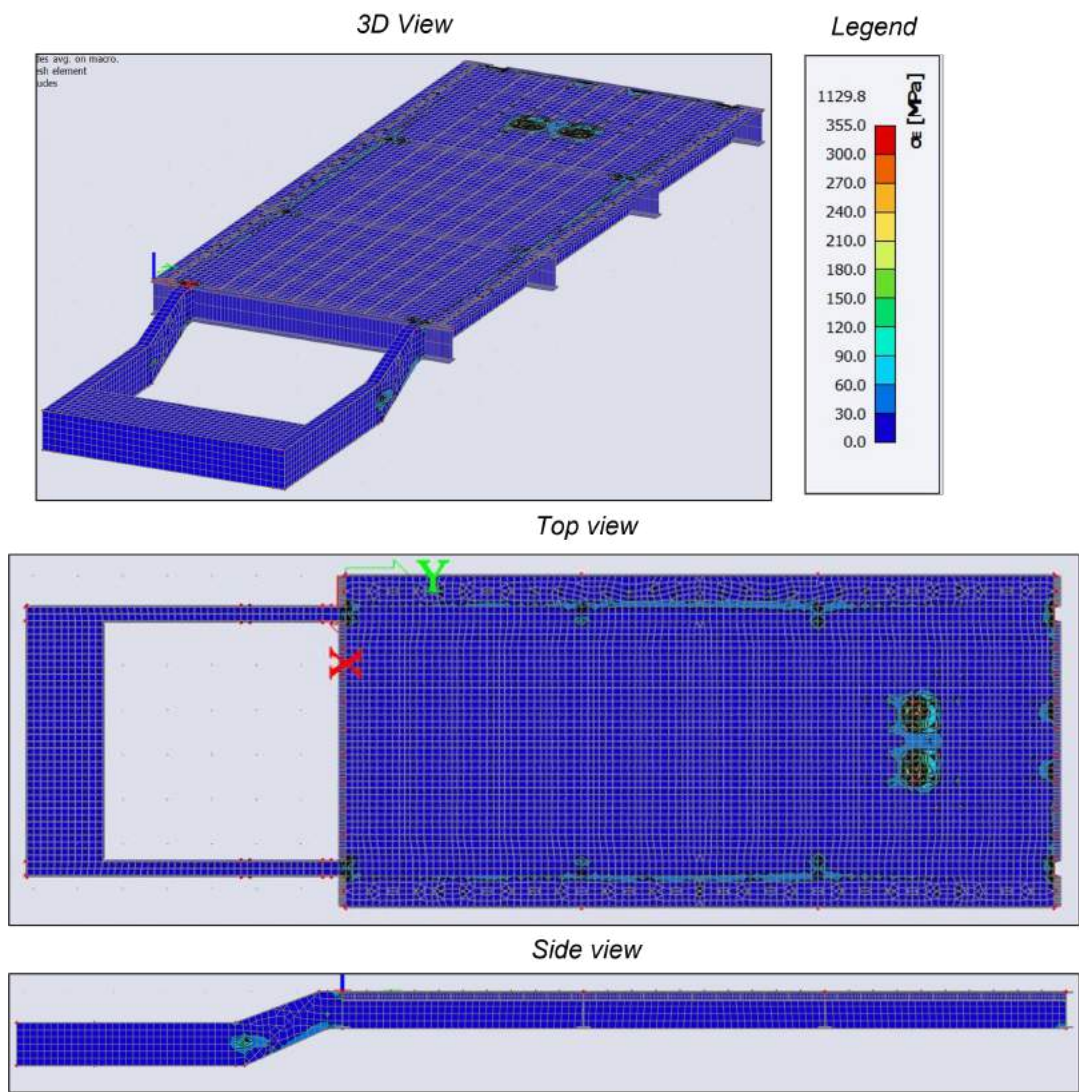 3D View
Legend
des avg. on macro.
esh element
udes
1129.8
355.0
300.0
270.0
240.0
210.0
180.0
150.0
120.0
90.0
60.0
30.0
0.0
σE [MPa]
Top view
Y
X
Side view